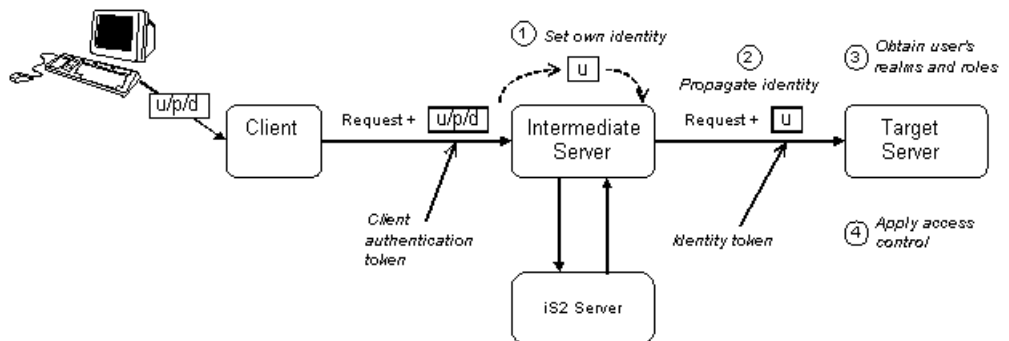 1 Set own identity
u
2
Propagate identity
3 Obtain user's
realms and roles
u/p/d
Client
Request + u/p/d
Intermediate
Server
Request + u
Target
Server
Client
authentication
token
Identity token
4 Apply access
control
iS2 Server